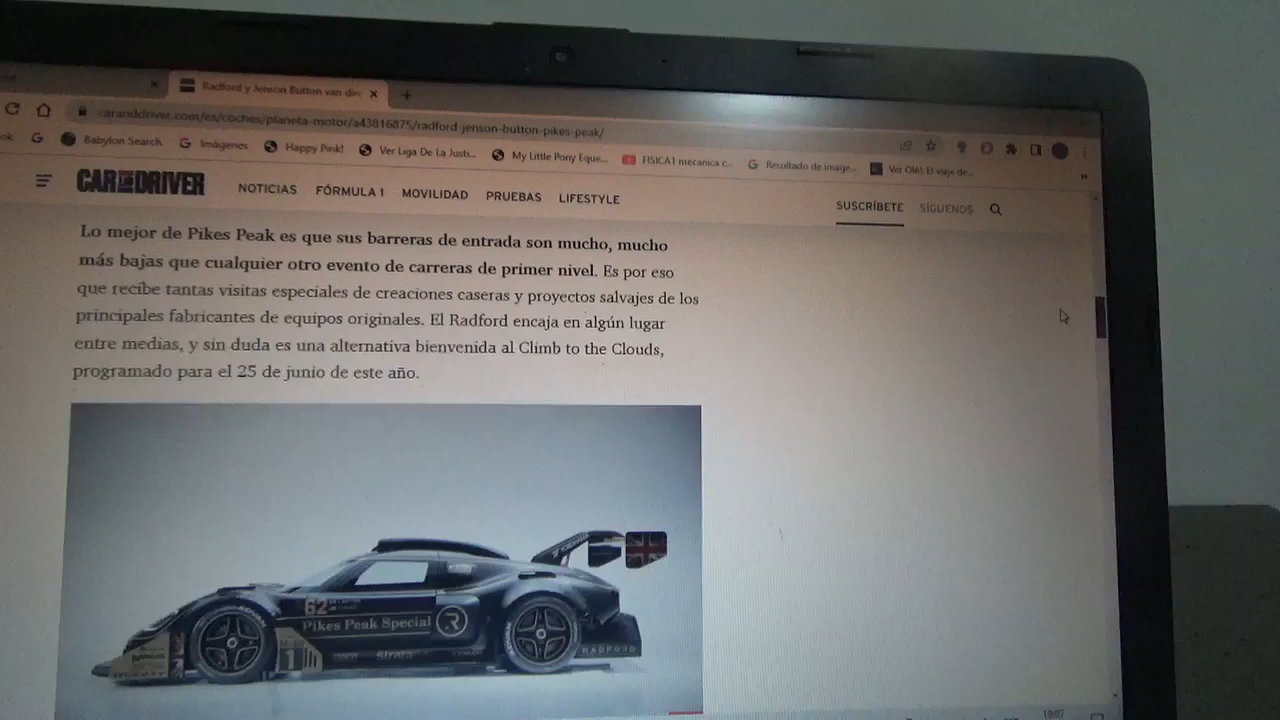 Radford y Jenson Button van dire
caranddriver.com/es/coches/planeta-motor/a43816875/radford-jenson-button-pikes-peak/
ok
Babylon Search
Imágenes
Happy Pink!
Ver Liga De La Justi...
My Little Pony Eque...
FISICA1 mecanica c...
Resultado de image...
Ver Olé!: El viaje de...
CAR AND DRIVER
NOTICIAS FÓRMULA 1 MOVILIDAD PRUEBAS LIFESTYLE
SUSCRÍBETE SÍGUENOS
Lo mejor de Pikes Peak es que sus barreras de entrada son mucho, mucho
más bajas que cualquier otro evento de carreras de primer nivel. Es por eso
que recibe tantas visitas especiales de creaciones caseras y proyectos salvajes de los
principales fabricantes de equipos originales. El Radford encaja en algún lugar
entre medias, y sin duda es una alternativa bienvenida al Climb to the Clouds,
programado para el 25 de junio de este año.
62
Pikes Peak Special
R
1
RADFORD
10:07